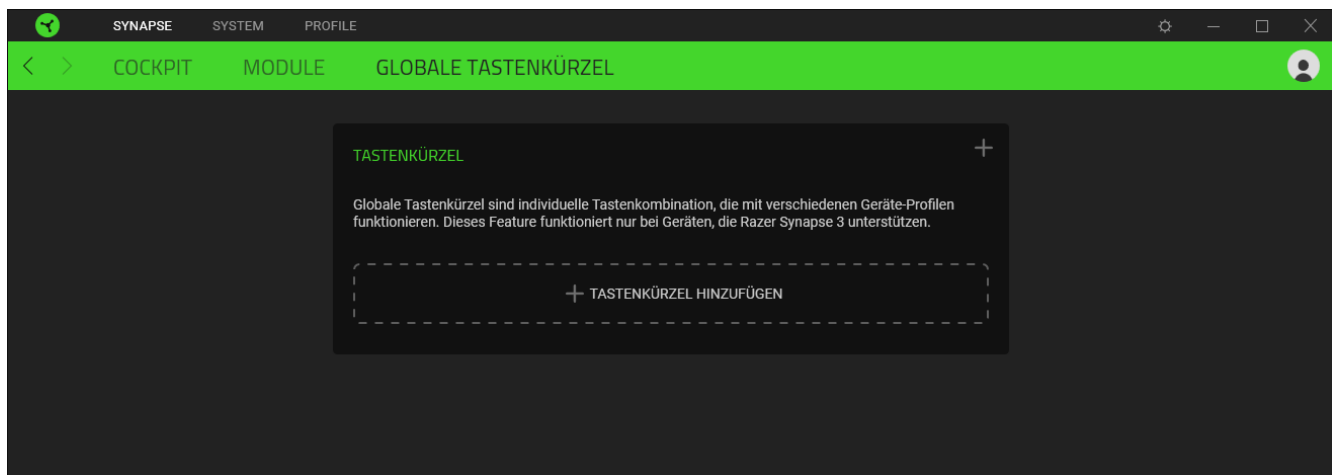 SYNAPSE SYSTEM PROFILE
COCKPIT MODULE GLOBALE TASTENKÜRZEL
TASTENKÜRZEL
Globale Tastenkürzel sind individuelle Tastenkombination, die mit verschiedenen Geräte-Profilen
funktionieren. Dieses Feature funktioniert nur bei Geräten, die Razer Synapse 3 unterstützen.
TASTENKÜRZEL HINZUFÜGEN